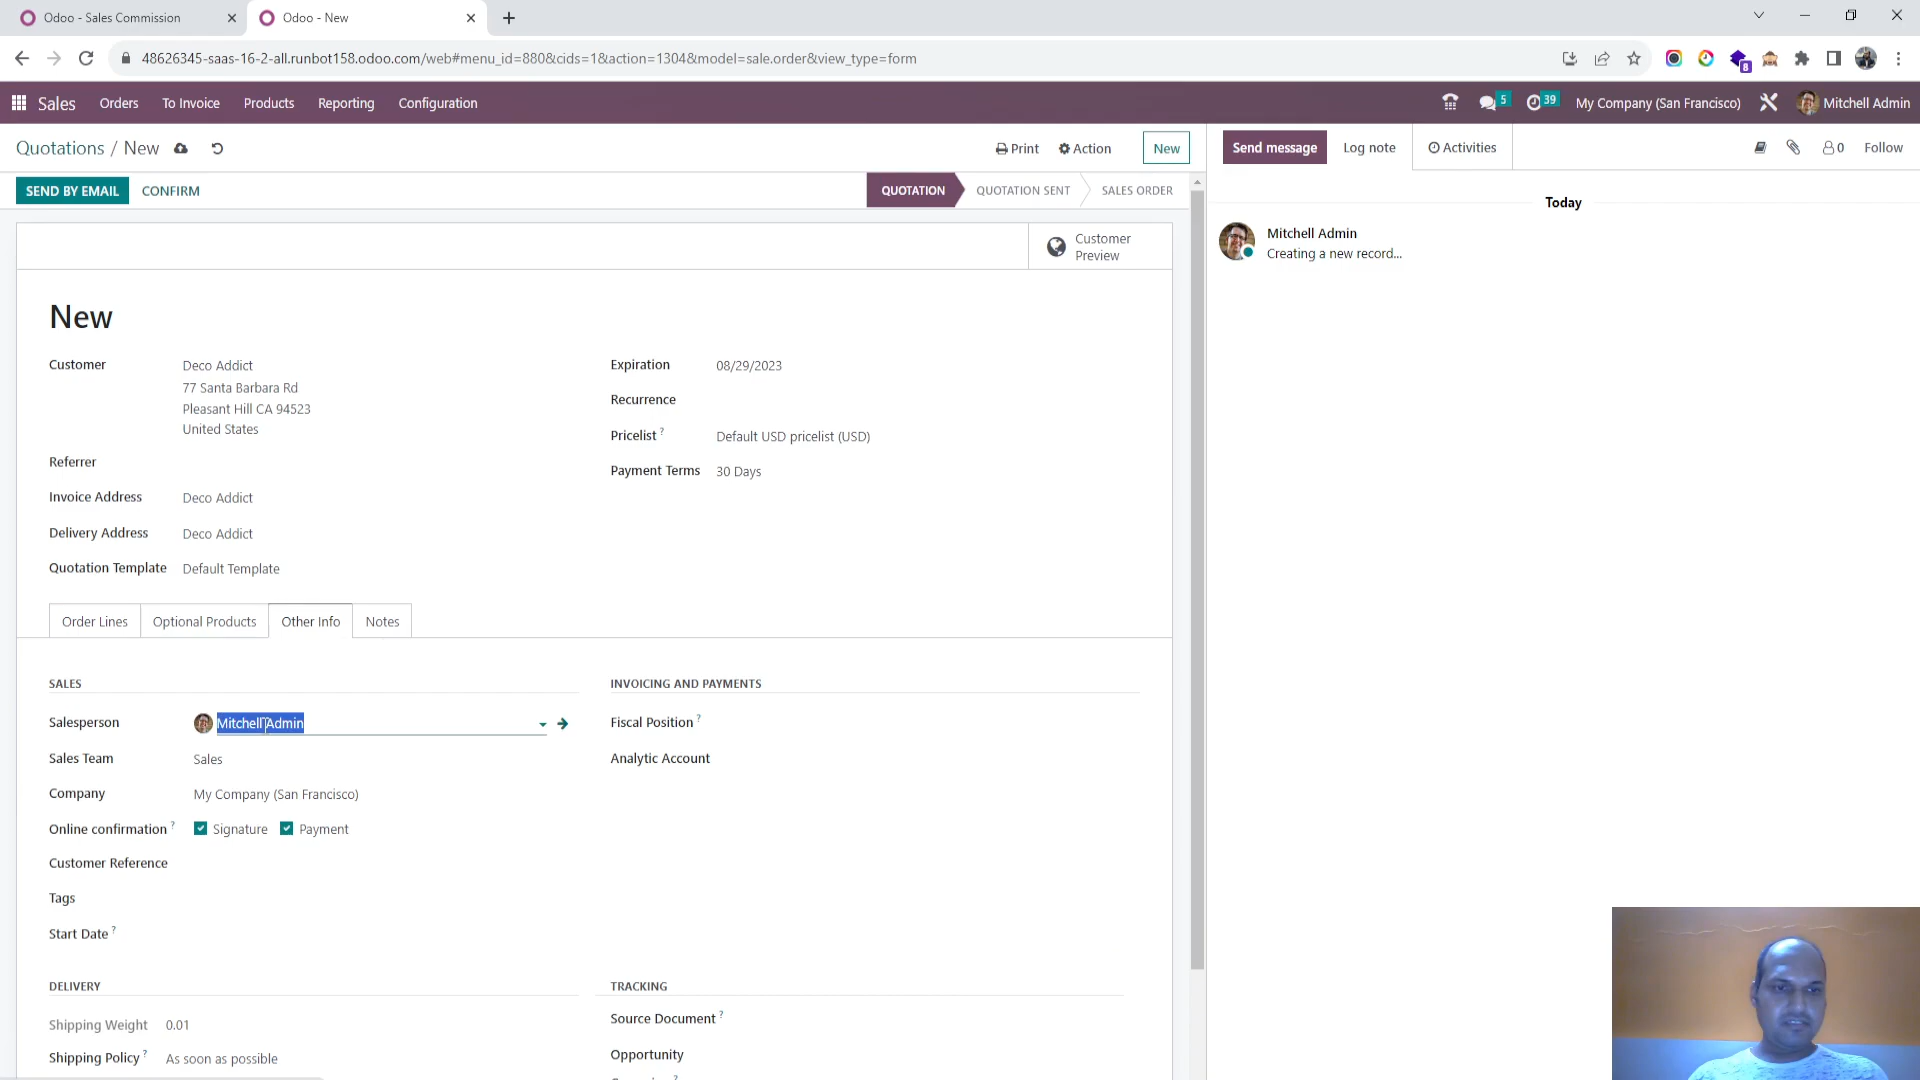 Odoo - Sales Commission
Odoo - New
48626345-saas-16-2-all.runbot158.odoo.com/web#menu_id=880&cids=1&action=1304&model=sale.order&view_type=form
8
Sales
Orders
To Invoice
Products
Reporting
Configuration
5
39
My Company (San Francisco)
Mitchell Admin
Quotations / New
Print
Action
New
Send message
Log note
Activities
0
Follow
SEND BY EMAIL
CONFIRM
QUOTATION
QUOTATION SENT
SALES ORDER
Today
Mitchell Admin
Creating a new record...
Customer
Preview
New
Customer
Deco Addict
77 Santa Barbara Rd
Pleasant Hill CA 94523
United States
Expiration
08/29/2023
Recurrence
Pricelist ?
Default USD pricelist (USD)
Payment Terms
30 Days
Referrer
Invoice Address
Deco Addict
Delivery Address
Deco Addict
Quotation Template
Default Template
Order Lines
Optional Products
Other Info
Notes
SALES
INVOICING AND PAYMENTS
Salesperson
Mitchell Admin
Fiscal Position ?
Sales Team
Sales
Analytic Account
Company
My Company (San Francisco)
Online confirmation ?
Signature
Payment
Customer Reference
Tags
Start Date ?
DELIVERY
TRACKING
Shipping Weight
0.01
Source Document ?
Shipping Policy ?
As soon as possible
Opportunity